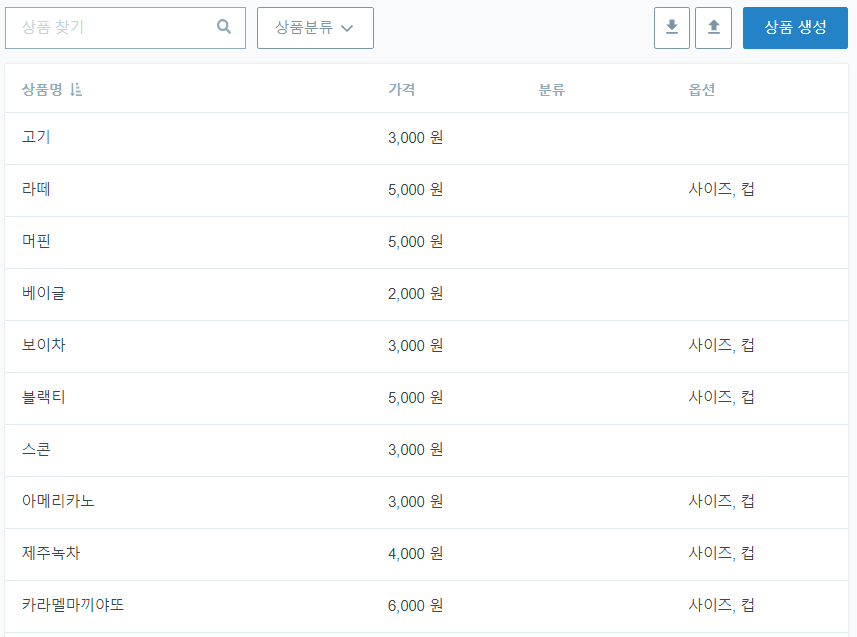 상품 찾기 상품분류 상품 생성
상품명 가격 분류 옵션
고기 3,000 원
라떼 5,000 원 사이즈, 컵
머핀 5,000 원
베이글 2,000 원
보이차 3,000 원 사이즈, 컵
블랙티 5,000 원 사이즈, 컵
스콘 3,000 원
아메리카노 3,000 원 사이즈, 컵
제주녹차 4,000 원 사이즈, 컵
카라멜마끼야또 6,000 원 사이즈, 컵